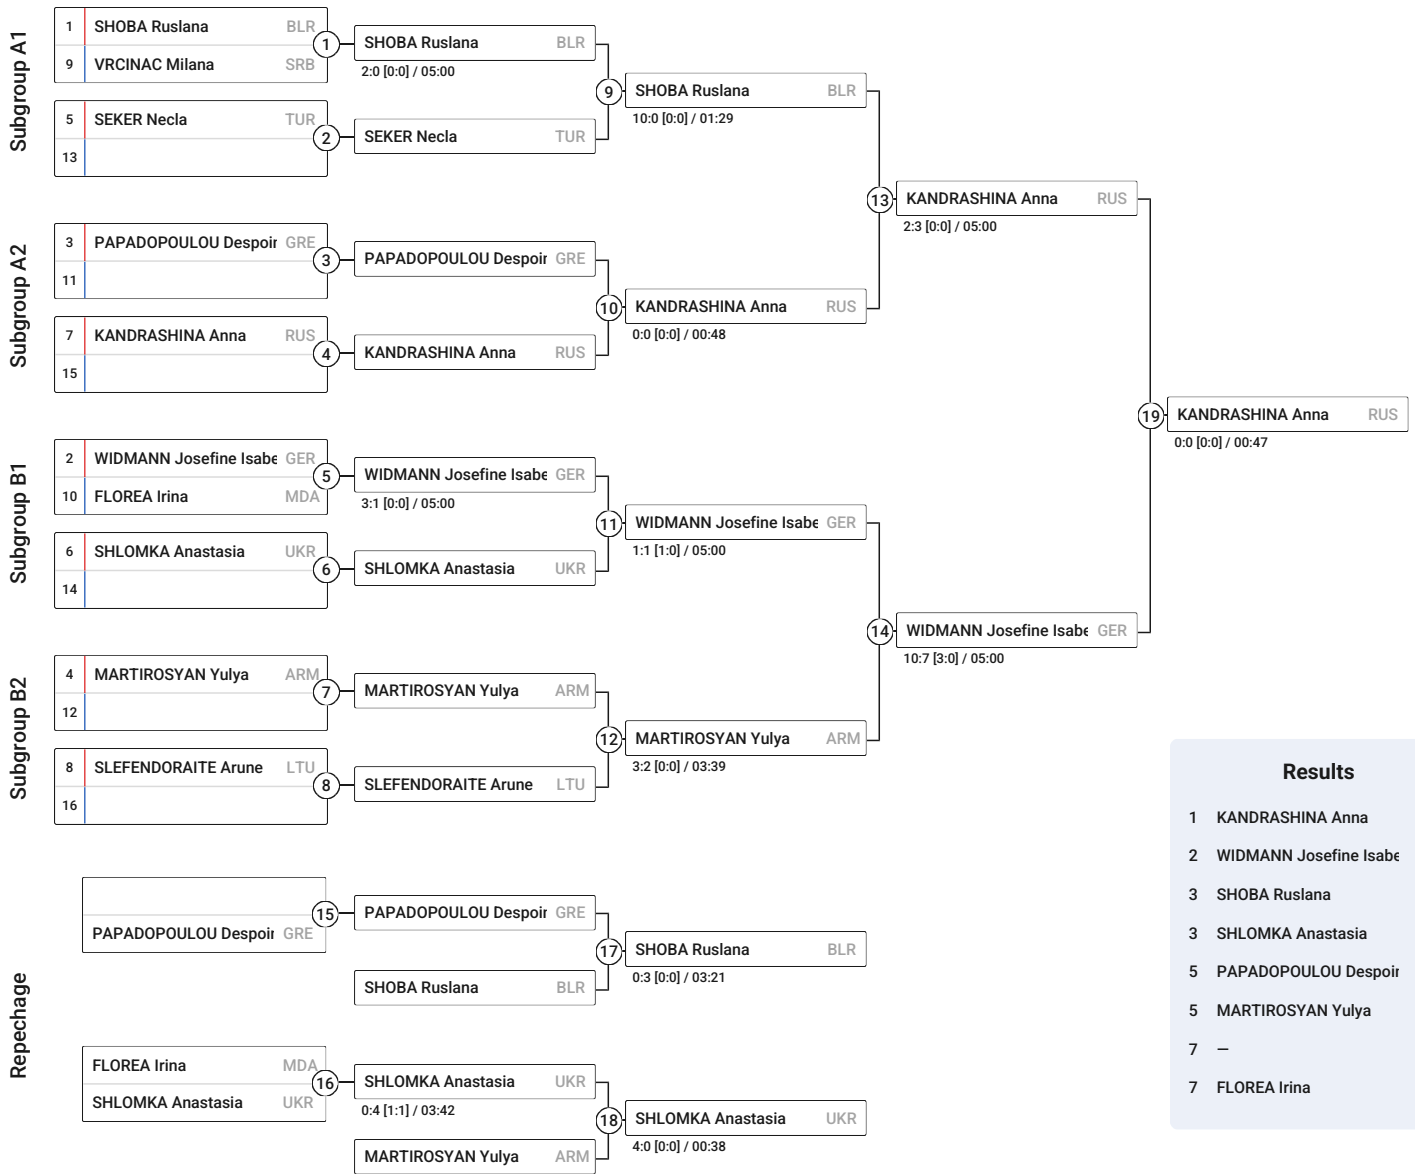 Subgroup A1
1 SHOBA Ruslana BLR
9 VRCINAC Milana SRB
1
5 SEKER Necla TUR
13
2
SHOBA Ruslana BLR
2:0 [0:0] / 05:00
SEKER Necla TUR
9
SHOBA Ruslana BLR
10:0 [0:0] / 01:29
Subgroup A2
3 PAPADOPOULOU Despoir GRE
11
3
7 KANDRASHINA Anna RUS
15
4
PAPADOPOULOU Despoir GRE
KANDRASHINA Anna RUS
10
KANDRASHINA Anna RUS
0:0 [0:0] / 00:48
13
KANDRASHINA Anna RUS
2:3 [0:0] / 05:00
Subgroup B1
2 WIDMANN Josefine Isabe GER
10 FLOREA Irina MDA
5
6 SHLOMKA Anastasia UKR
14
6
WIDMANN Josefine Isabe GER
3:1 [0:0] / 05:00
SHLOMKA Anastasia UKR
11
WIDMANN Josefine Isabe GER
1:1 [1:0] / 05:00
Subgroup B2
4 MARTIROSYAN Yulya ARM
12
7
8 SLEFENDORAITE Arune LTU
16
8
MARTIROSYAN Yulya ARM
SLEFENDORAITE Arune LTU
12
MARTIROSYAN Yulya ARM
3:2 [0:0] / 03:39
14
WIDMANN Josefine Isabe GER
10:7 [3:0] / 05:00
19
KANDRASHINA Anna RUS
0:0 [0:0] / 00:47
Repechage
PAPADOPOULOU Despoir GRE
15
PAPADOPOULOU Despoir GRE
SHOBA Ruslana BLR
17
SHOBA Ruslana BLR
0:3 [0:0] / 03:21
FLOREA Irina MDA
SHLOMKA Anastasia UKR
16
SHLOMKA Anastasia UKR
0:4 [1:1] / 03:42
MARTIROSYAN Yulya ARM
18
SHLOMKA Anastasia UKR
4:0 [0:0] / 00:38
Results
1 KANDRASHINA Anna
2 WIDMANN Josefine Isabe
3 SHOBA Ruslana
3 SHLOMKA Anastasia
5 PAPADOPOULOU Despoir
5 MARTIROSYAN Yulya
7 —
7 FLOREA Irina